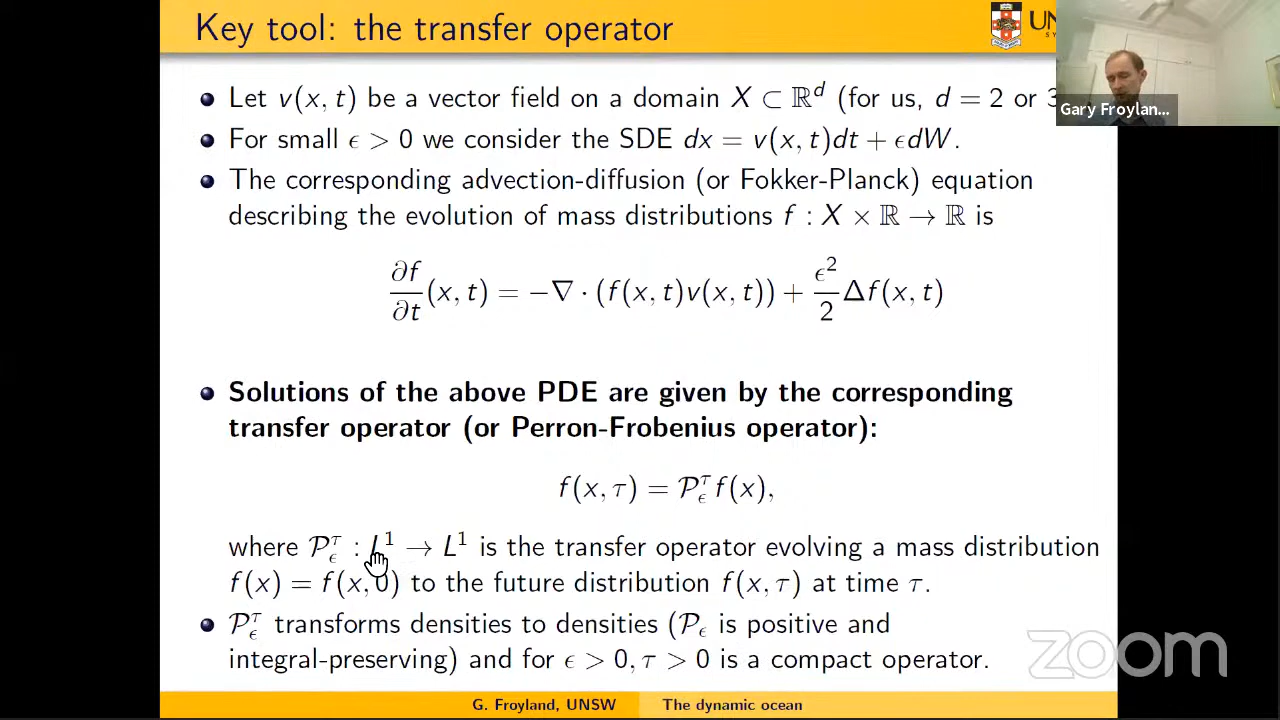 Key tool: the transfer operator
UN
Gary Froylan...
Let v(x, t) be a vector field on a domain X ⊂ ℝᵈ (for us, d = 2 or 3
For small ϵ > 0 we consider the SDE dx = v(x, t)dt + ϵdW.
The corresponding advection-diffusion (or Fokker-Planck) equation
describing the evolution of mass distributions f : X × ℝ → ℝ is
∂f/∂t (x, t) = −∇ · (f(x, t)v(x, t)) + ϵ²/2 Δf(x, t)
Solutions of the above PDE are given by the corresponding
transfer operator (or Perron-Frobenius operator):
f(x, τ) = 𝒫_ϵ^τ f(x),
where 𝒫_ϵ^τ : L¹ → L¹ is the transfer operator evolving a mass distribution
f(x) = f(x, 0) to the future distribution f(x, τ) at time τ.
𝒫_ϵ^τ transforms densities to densities (𝒫_ϵ is positive and
integral-preserving) and for ϵ > 0, τ > 0 is a compact operator.
zoom
G. Froyland, UNSW The dynamic ocean